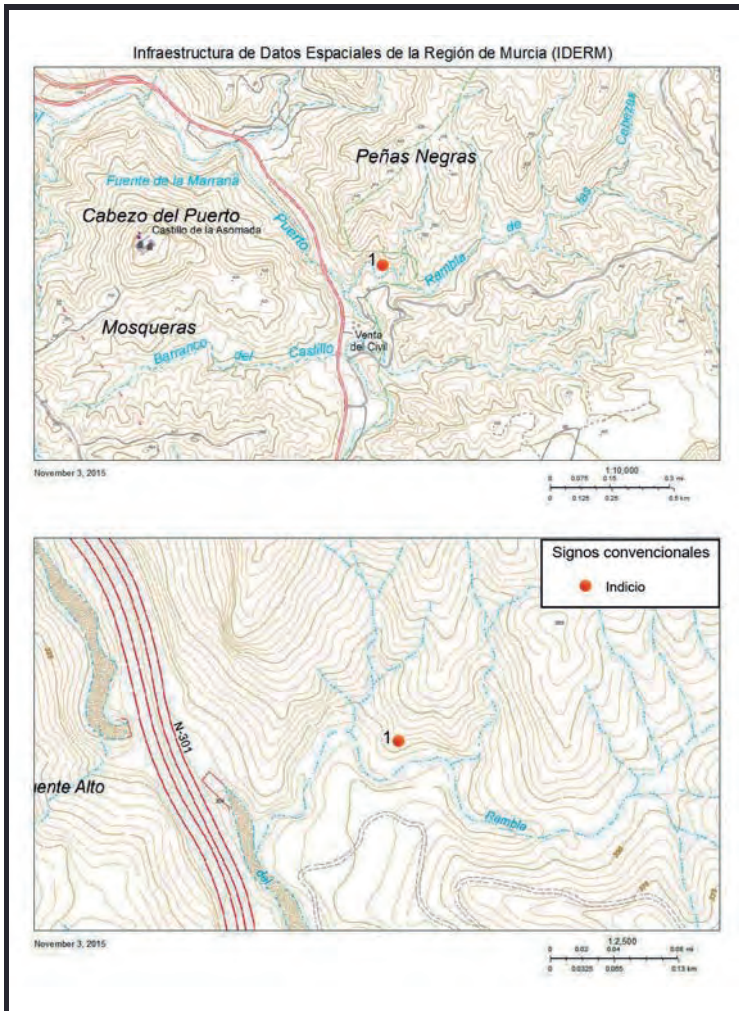 Infraestructura de Datos Espaciales de la Región de Murcia (IDERM)
Peñas Negras
Cabezas
las
de
Rambla
Fuente de la Marrana
Puerto
Cabezo del Puerto
Castillo de la Asomada
1
Mosqueras
Venta
del Civil
Barranco del Castillo
November 3, 2015
1:10,000
0 0.075 0.15 0.3 mi
0 0.125 0.25 0.5 km
Signos convencionales
Indicio
N-301
1
uente Alto
Rambla
del
200
225
November 3, 2015
1:2,500
0 0.02 0.04 0.08 mi
0 0.0325 0.065 0.13 km